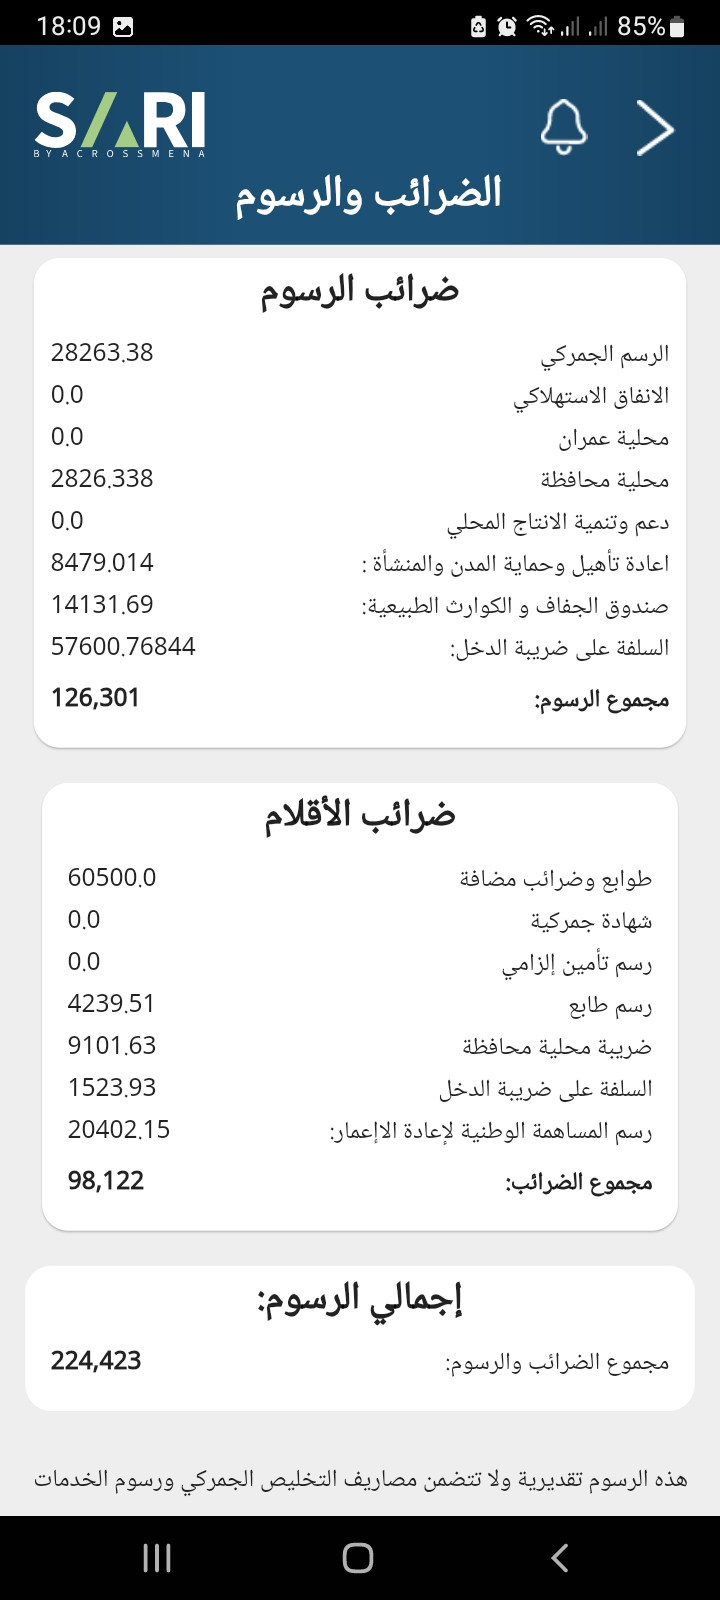 18:09
85%
SARI
BY ACROSSMENA
الضرائب والرسوم
ضرائب الرسوم
الرسم الجمركي 28263.38
الانفاق الاستهلاكي 0.0
محلية عمران 0.0
محلية محافظة 2826.338
دعم وتنمية الانتاج المحلي 0.0
اعادة تأهيل وحماية المدن والمنشأة : 8479.014
صندوق الجفاف و الكوارث الطبيعية: 14131.69
السلفة على ضريبة الدخل: 57600.76844
مجموع الرسوم: 126,301
ضرائب الأقلام
طوابع وضرائب مضافة 60500.0
شهادة جمركية 0.0
رسم تأمين إلزامي 0.0
رسم طابع 4239.51
ضريبة محلية محافظة 9101.63
السلفة على ضريبة الدخل 1523.93
رسم المساهمة الوطنية لإعادة الاإعمار: 20402.15
مجموع الضرائب: 98,122
إجمالي الرسوم:
مجموع الضرائب والرسوم: 224,423
هذه الرسوم تقديرية ولا تتضمن مصاريف التخليص الجمركي ورسوم الخدمات